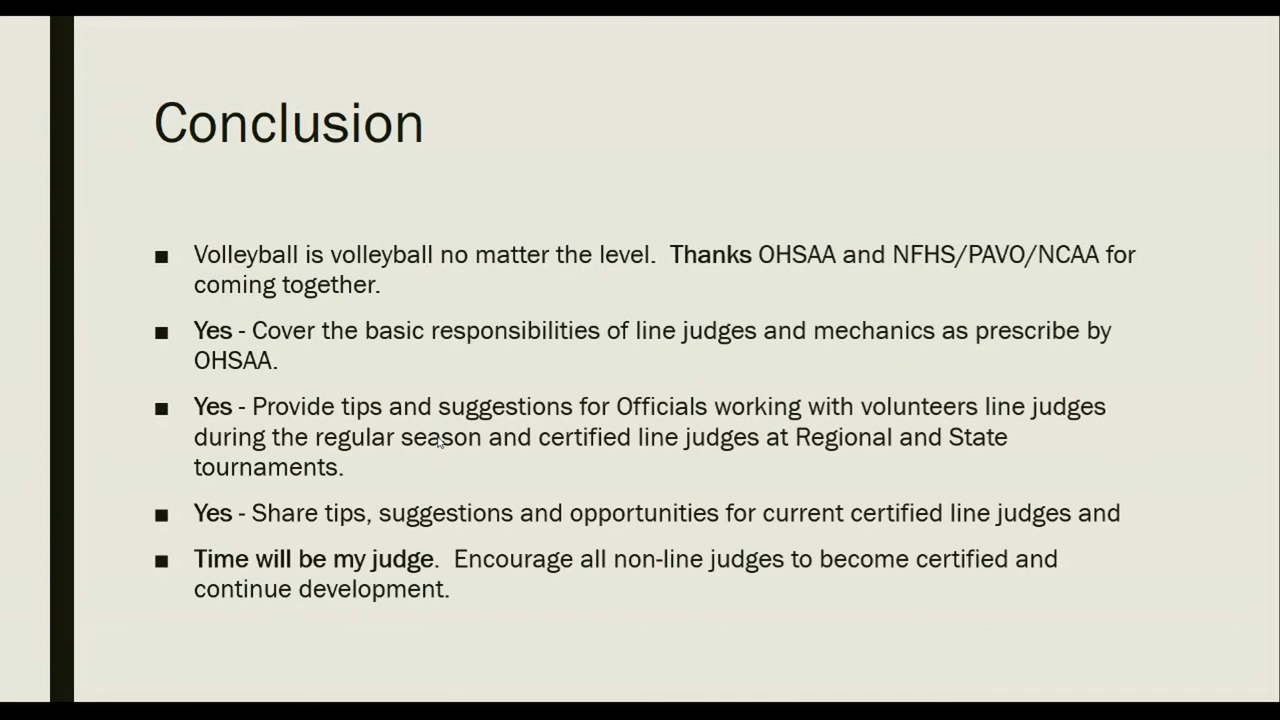 Conclusion
■ Volleyball is volleyball no matter the level.  Thanks OHSAA and NFHS/PAVO/NCAA for
coming together.
■ Yes - Cover the basic responsibilities of line judges and mechanics as prescribe by
OHSAA.
■ Yes - Provide tips and suggestions for Officials working with volunteers line judges
during the regular season and certified line judges at Regional and State
tournaments.
■ Yes - Share tips, suggestions and opportunities for current certified line judges and
■ Time will be my judge.  Encourage all non-line judges to become certified and
continue development.